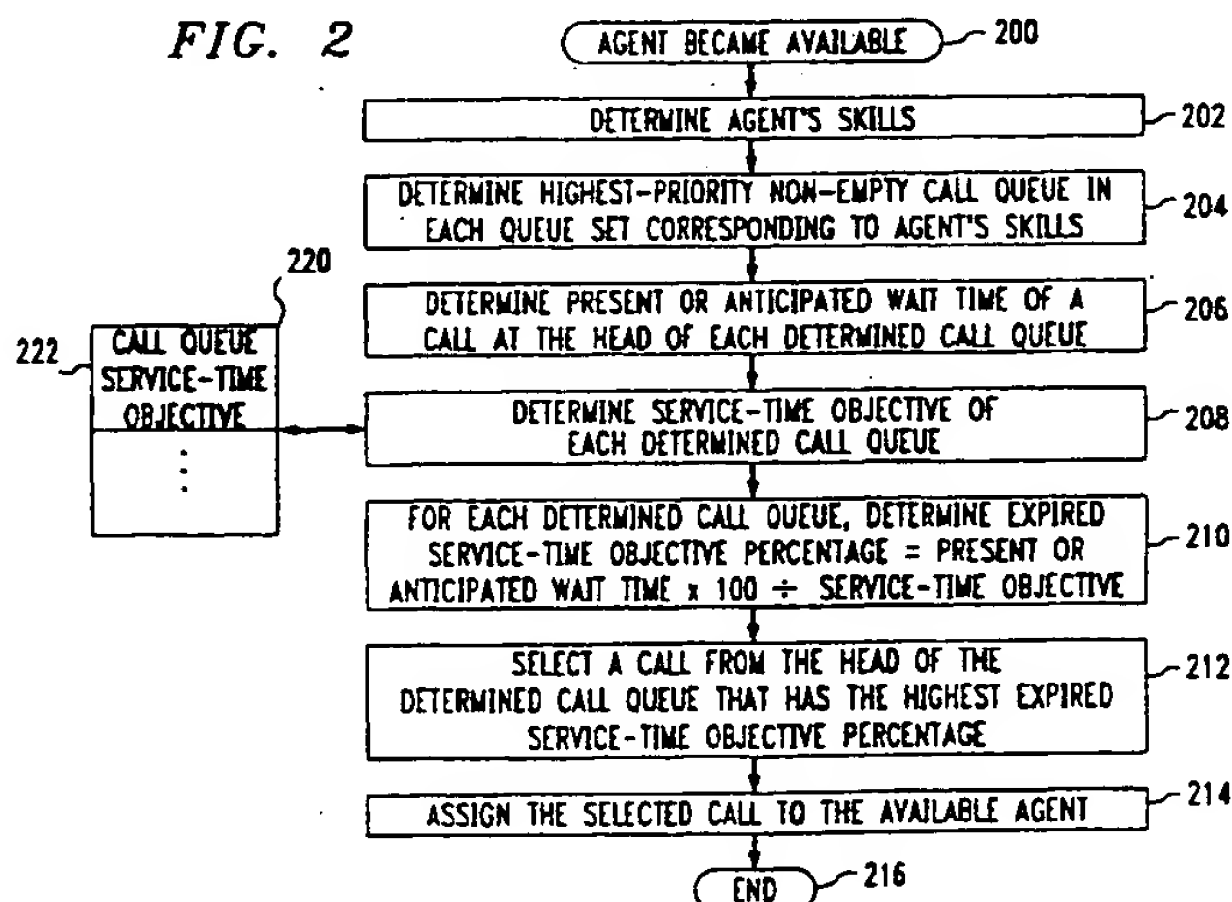 FIG. 2
AGENT BECAME AVAILABLE
200
DETERMINE AGENT'S SKILLS
202
DETERMINE HIGHEST-PRIORITY NON-EMPTY CALL QUEUE IN
EACH QUEUE SET CORRESPONDING TO AGENT'S SKILLS
204
DETERMINE PRESENT OR ANTICIPATED WAIT TIME OF A
CALL AT THE HEAD OF EACH DETERMINED CALL QUEUE
206
220
222
CALL QUEUE
SERVICE-TIME
OBJECTIVE
DETERMINE SERVICE-TIME OBJECTIVE OF
EACH DETERMINED CALL QUEUE
208
FOR EACH DETERMINED CALL QUEUE, DETERMINE EXPIRED
SERVICE-TIME OBJECTIVE PERCENTAGE = PRESENT OR
ANTICIPATED WAIT TIME x 100 ÷ SERVICE-TIME OBJECTIVE
210
SELECT A CALL FROM THE HEAD OF THE
DETERMINED CALL QUEUE THAT HAS THE HIGHEST EXPIRED
SERVICE-TIME OBJECTIVE PERCENTAGE
212
ASSIGN THE SELECTED CALL TO THE AVAILABLE AGENT
214
END
216